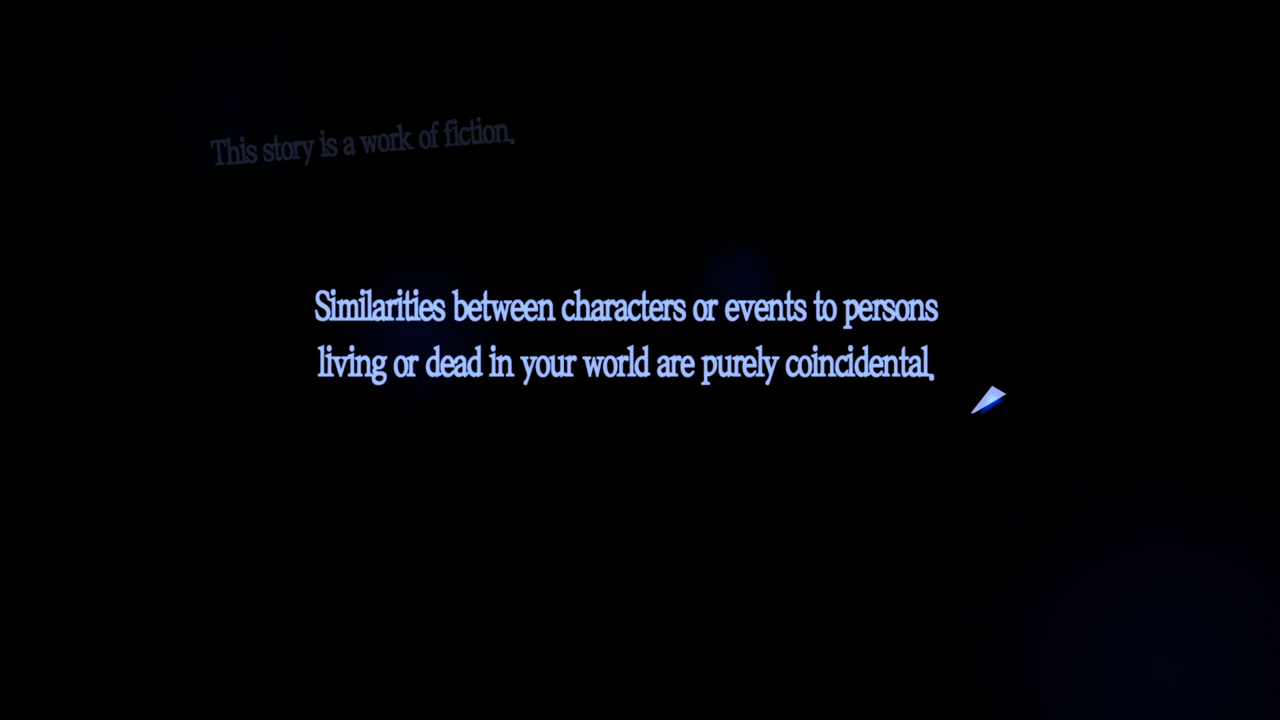 This story is a work of fiction.
Similarities between characters or events to persons
living or dead in your world are purely coincidental.